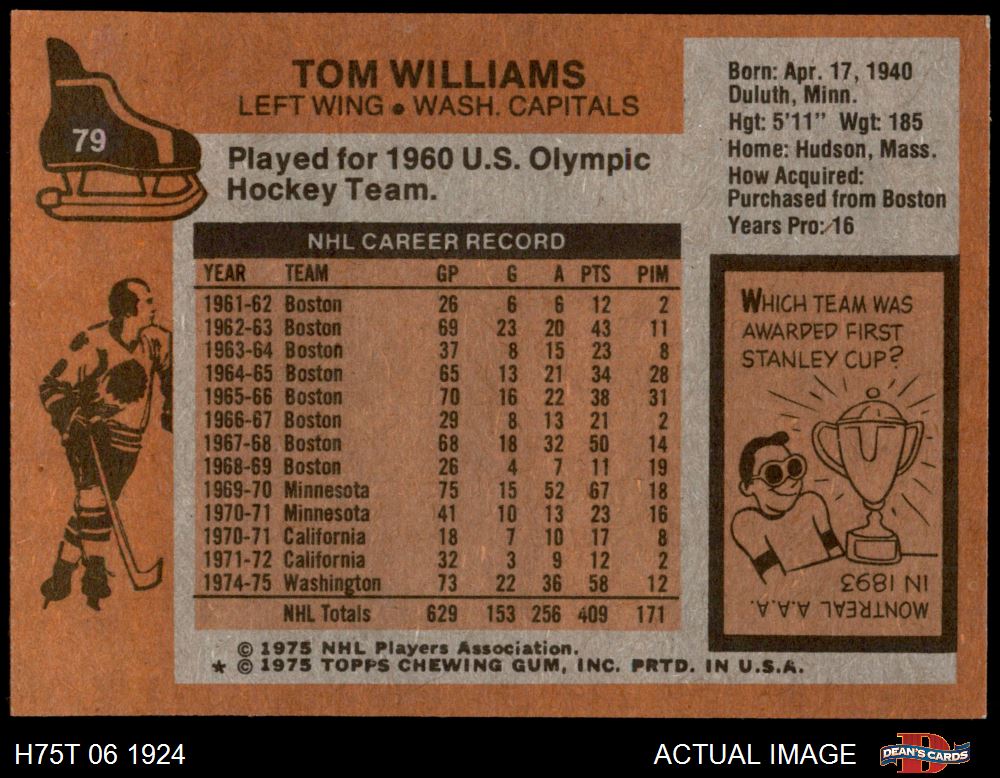 79
TOM WILLIAMS
LEFT WING • WASH. CAPITALS
Played for 1960 U.S. Olympic
Hockey Team.
Born: Apr. 17, 1940
Duluth, Minn.
Hgt: 5'11" Wgt: 185
Home: Hudson, Mass.
How Acquired:
Purchased from Boston
Years Pro: 16
NHL CAREER RECORD
YEAR TEAM GP G A PTS PIM
1961-62 Boston 26 6 6 12 2
1962-63 Boston 69 23 20 43 11
1963-64 Boston 37 8 15 23 8
1964-65 Boston 65 13 21 34 28
1965-66 Boston 70 16 22 38 31
1966-67 Boston 29 8 13 21 2
1967-68 Boston 68 18 32 50 14
1968-69 Boston 26 4 7 11 19
1969-70 Minnesota 75 15 52 67 18
1970-71 Minnesota 41 10 13 23 16
1970-71 California 18 7 10 17 8
1971-72 California 32 3 9 12 2
1974-75 Washington 73 22 36 58 12
NHL Totals 629 153 256 409 171
WHICH TEAM WAS
AWARDED FIRST
STANLEY CUP?
MONTREAL A.A.A.
IN 1893
© 1975 NHL Players Association.
* © 1975 TOPPS CHEWING GUM, INC. PRTD. IN U.S.A.
H75T 06 1924
ACTUAL IMAGE
D
DEAN'S CARDS